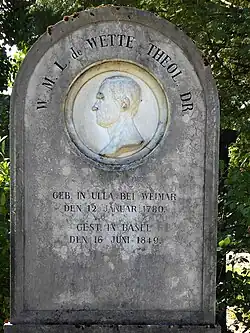 W. M. L. de WETTE THEOL. DR.
GEB. IN ULLA BEI WEIMAR
DEN 12. JANUAR 1780.
GEST. IN BASEL
DEN 16. JUNI 1849.